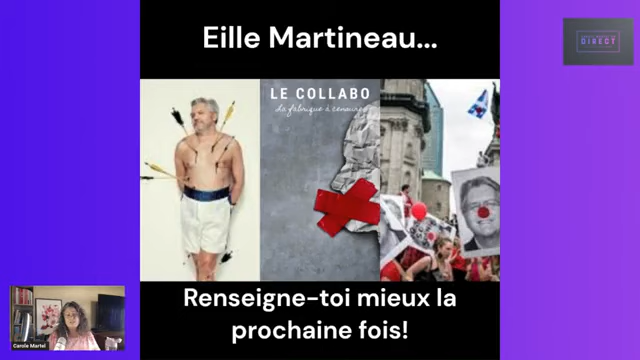 Eille Martineau...
DIRECT
LE COLLABO
La fabrique à censure
Renseigne-toi mieux la
prochaine fois!
Carole Martel